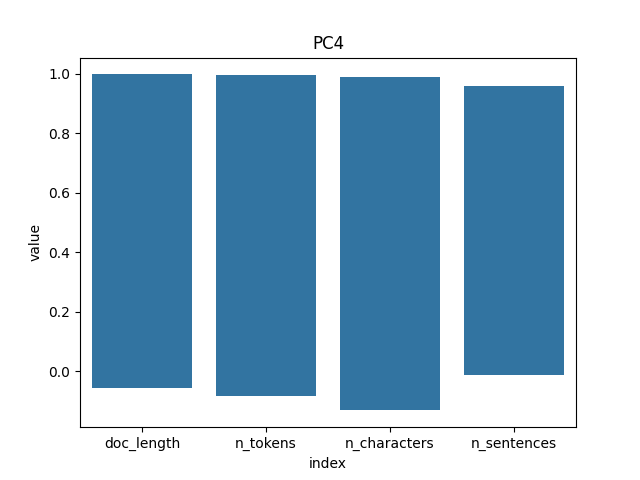 PC4
1.0
0.8
0.6
0.4
0.2
0.0
value
doc_length n_tokens n_characters n_sentences
index